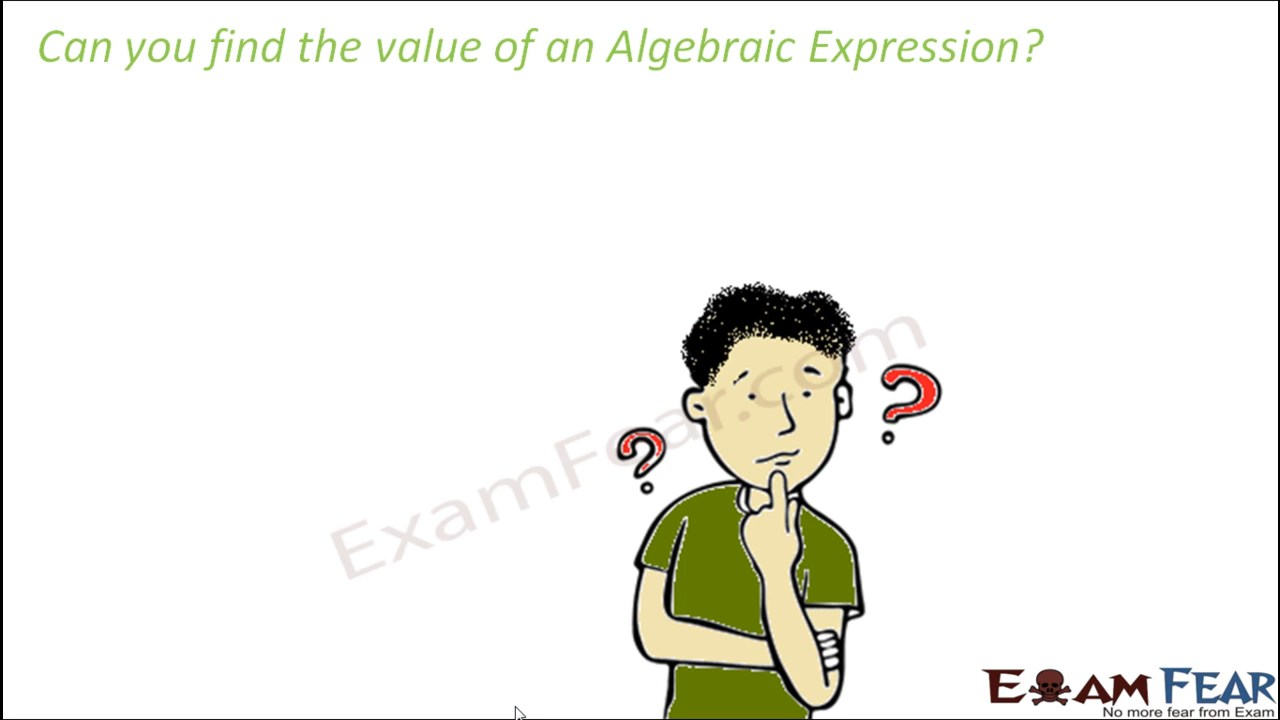 Can you find the value of an Algebraic Expression?
ExamFear.com
? ?
EXAM FEAR
No more fear from Exam